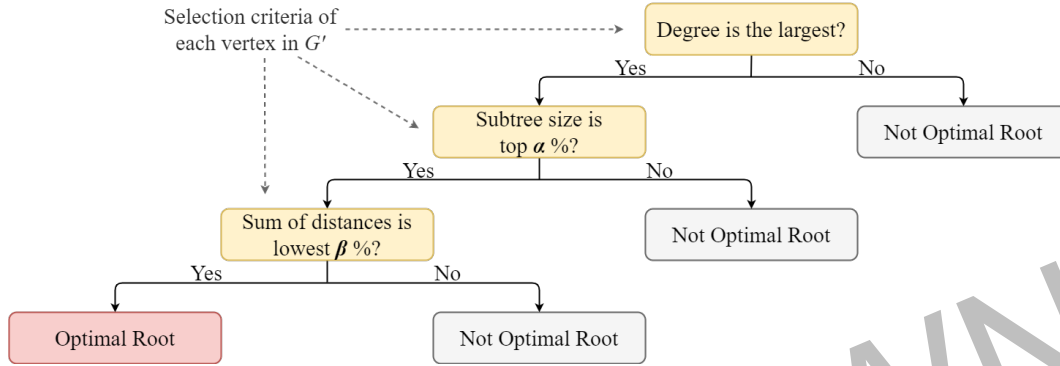 Selection criteria of
each vertex in G′
Degree is the largest?
Yes
No
Subtree size is
top α %?
Not Optimal Root
Yes
No
Sum of distances is
lowest β %?
Not Optimal Root
Yes
No
Optimal Root
Not Optimal Root